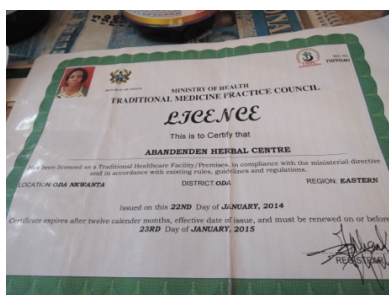 MINISTRY OF HEALTH
TRADITIONAL MEDICINE PRACTICE COUNCIL
LICENCE
This is to Certify that
ABANDENDEN HERBAL CENTRE
Has been licensed as a Traditional Healthcare Facility/Premises, in compliance with the ministerial directive
and in accordance with existing rules, guidelines and regulations.
LOCATION: ODA NKWANTA DISTRICT: ODA REGION: EASTERN
Issued on this 22ND Day of JANUARY, 2014
Certificate expires after twelve calender months, effective date of issue, and must be renewed on or before
23RD Day of JANUARY, 2015
REGISTRAR